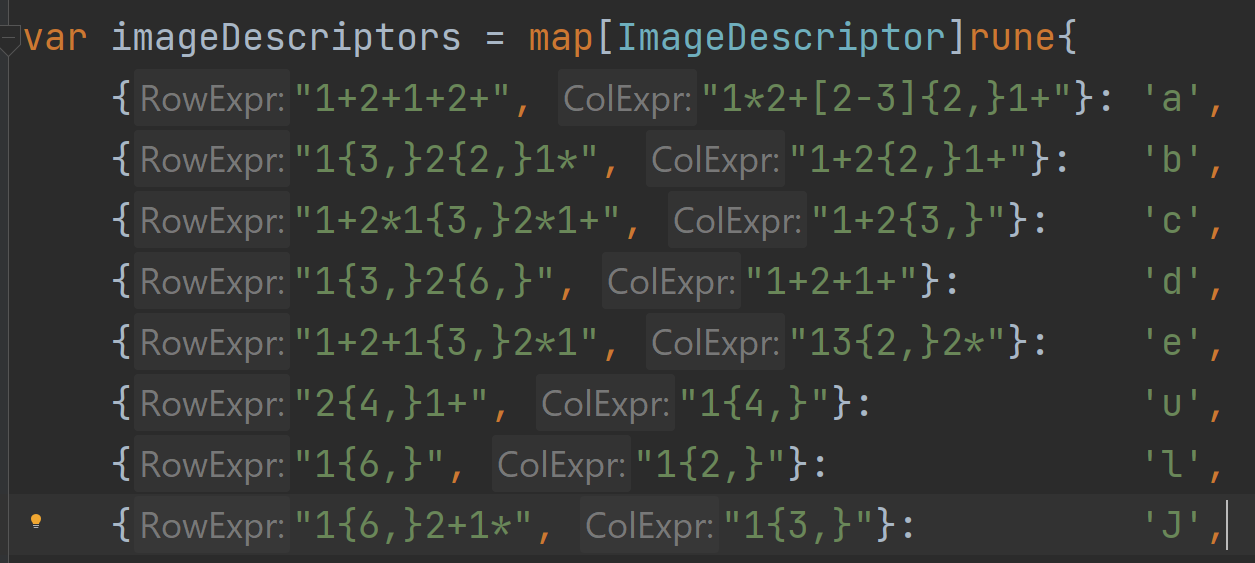 var imageDescriptors = map[ImageDescriptor]rune{
{RowExpr: "1+2+1+2+", ColExpr: "1*2+[2-3]{2,}1+"}: 'a',
{RowExpr: "1{3,}2{2,}1*", ColExpr: "1+2{2,}1+"}: 'b',
{RowExpr: "1+2*1{3,}2*1+", ColExpr: "1+2{3,}"}: 'c',
{RowExpr: "1{3,}2{6,}", ColExpr: "1+2+1+"}: 'd',
{RowExpr: "1+2+1{3,}2*1", ColExpr: "13{2,}2*"}: 'e',
{RowExpr: "2{4,}1+", ColExpr: "1{4,}"}: 'u',
{RowExpr: "1{6,}", ColExpr: "1{2,}"}: 'l',
{RowExpr: "1{6,}2+1*", ColExpr: "1{3,}"}: 'J',